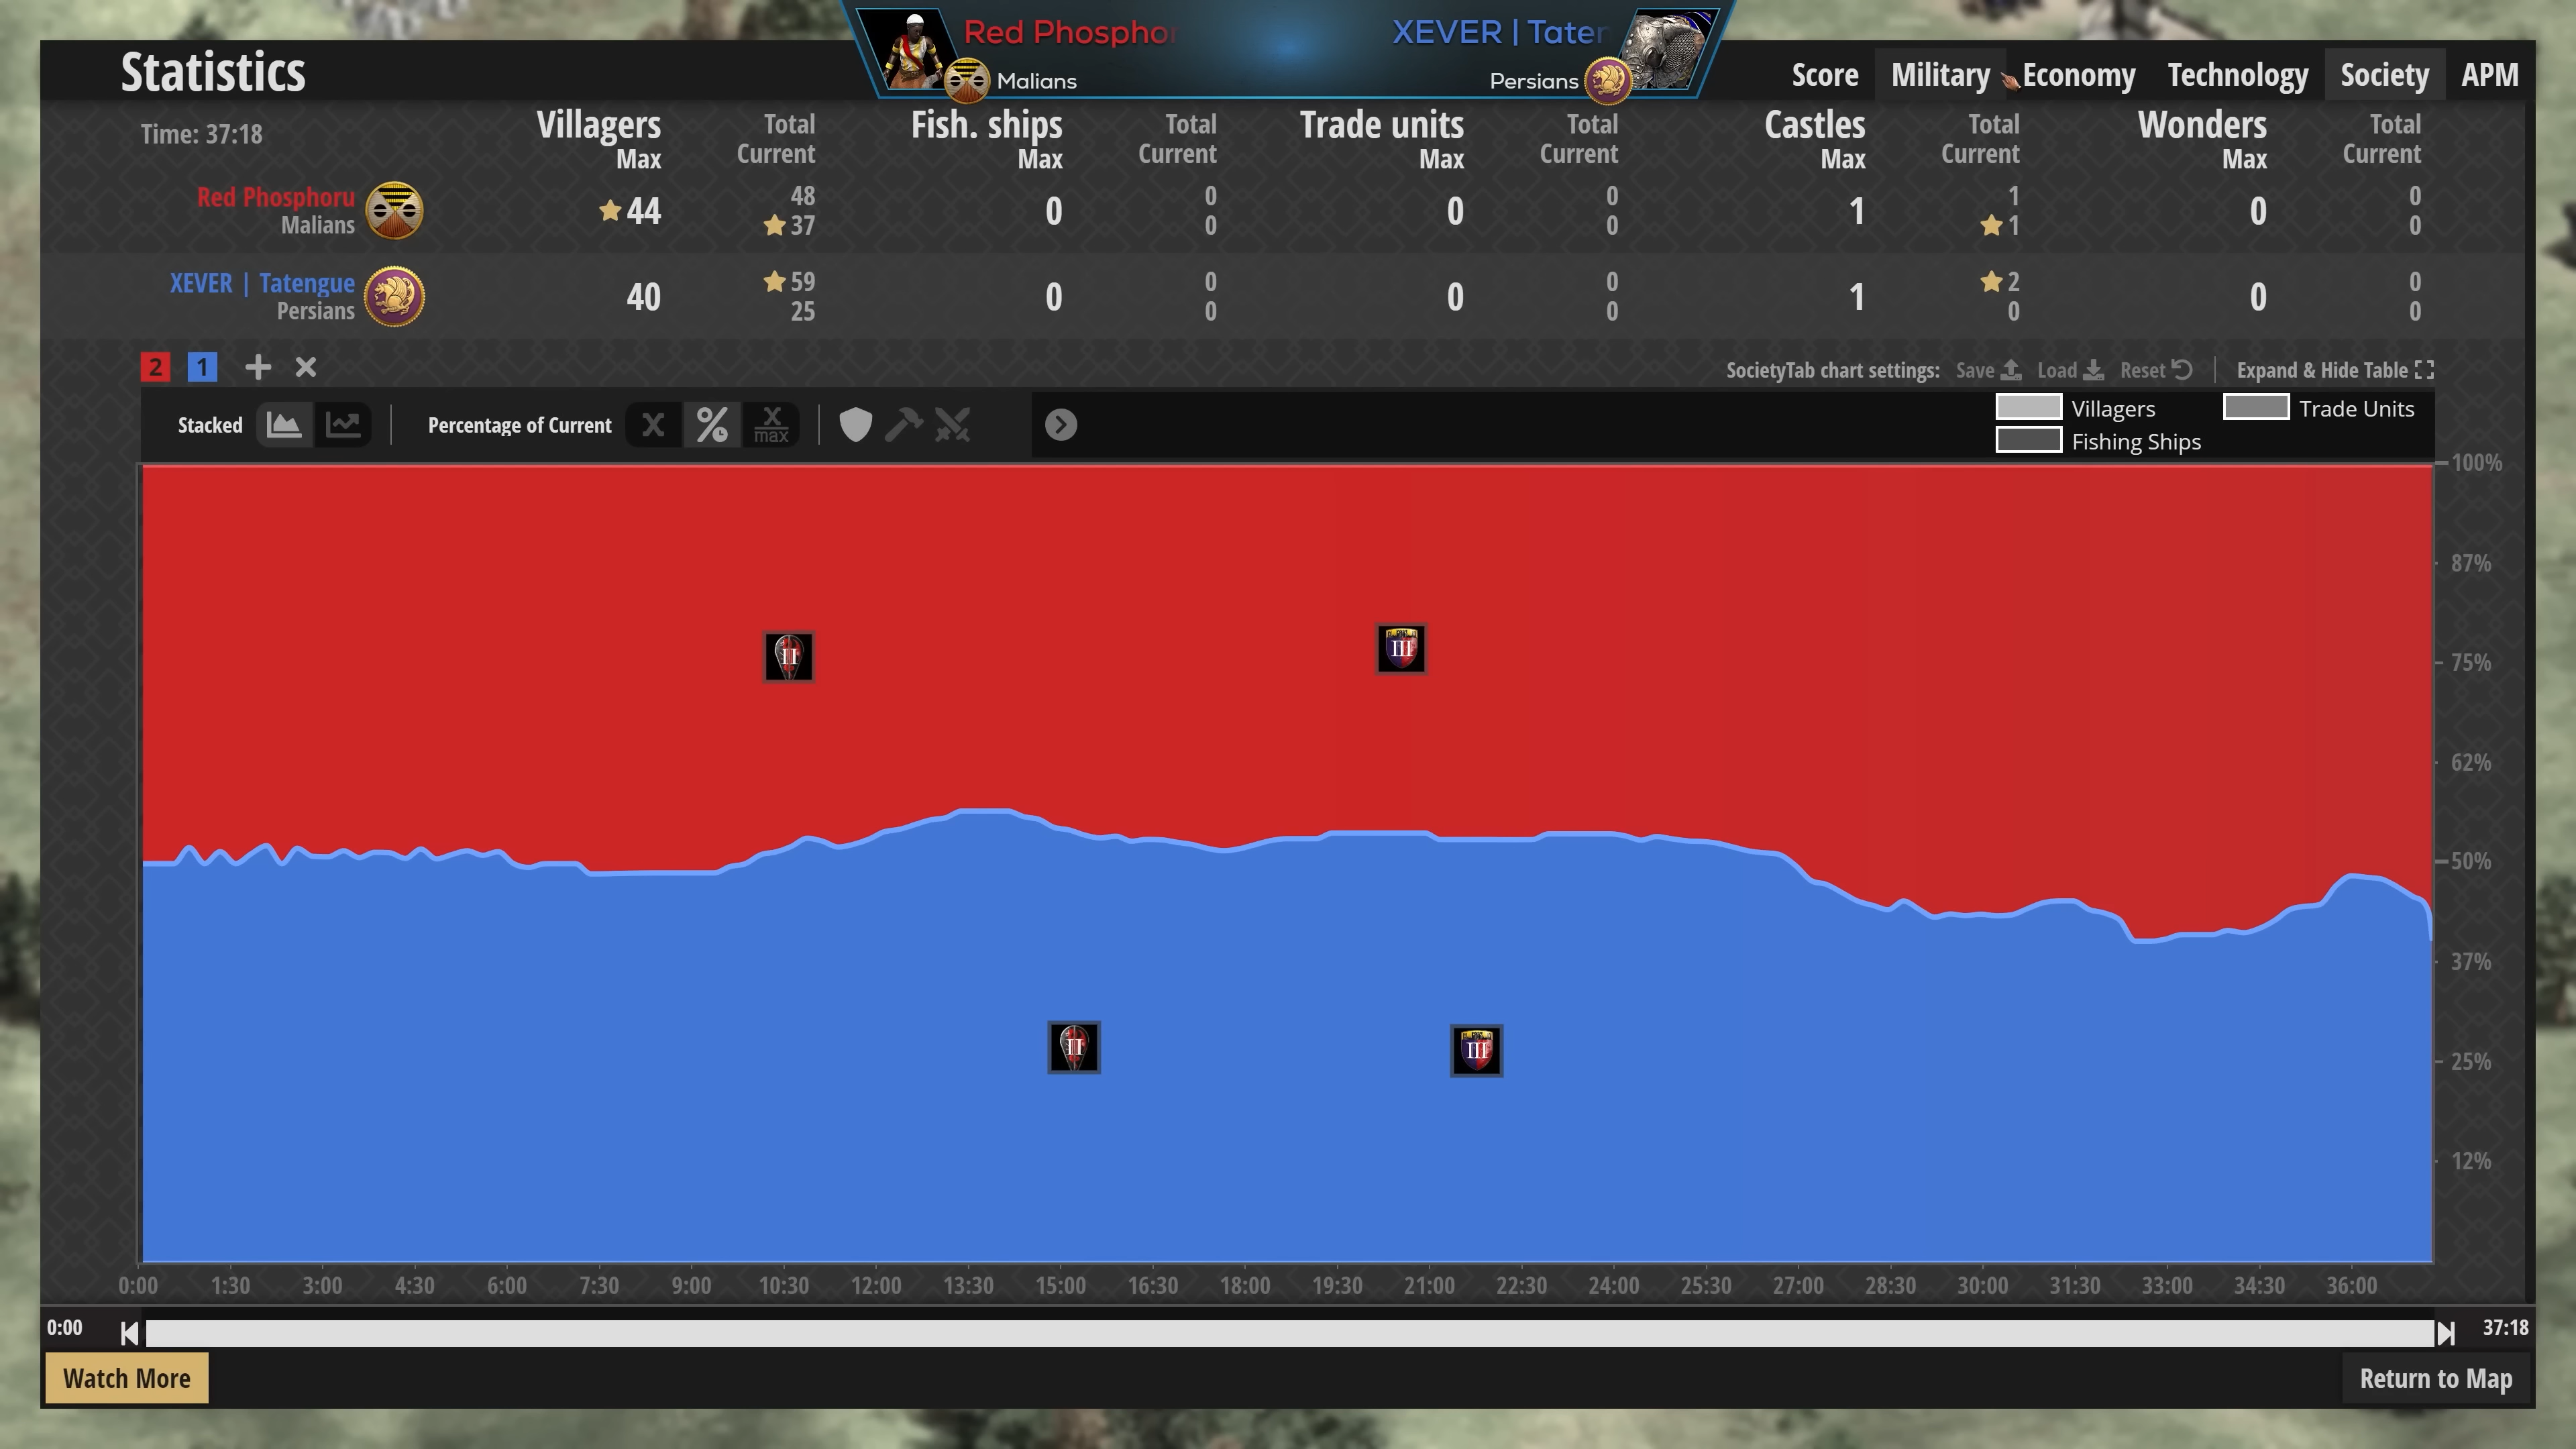 Red Phosphor
XEVER | Taten
Malians
Persians
Statistics
Score Military Economy Technology Society APM
Time: 37:18
Villagers Total Fish. ships Total Trade units Total Castles Total Wonders Total
Max Current Max Current Max Current Max Current Max Current
Red Phosphoru
Malians
44 48 0 0 0 0 1 1 0 0
37 0 0 1 0
XEVER | Tatengue
Persians
40 59 0 0 0 0 1 2 0 0
25 0 0 0 0
2 1
SocietyTab chart settings: Save Load Reset Expand & Hide Table
Stacked Percentage of Current X % X max
Villagers Trade Units
Fishing Ships
100%
87%
75%
62%
50%
37%
25%
12%
II
III
II
III
0:00 1:30 3:00 4:30 6:00 7:30 9:00 10:30 12:00 13:30 15:00 16:30 18:00 19:30 21:00 22:30 24:00 25:30 27:00 28:30 30:00 31:30 33:00 34:30 36:00
0:00 37:18
Watch More Return to Map